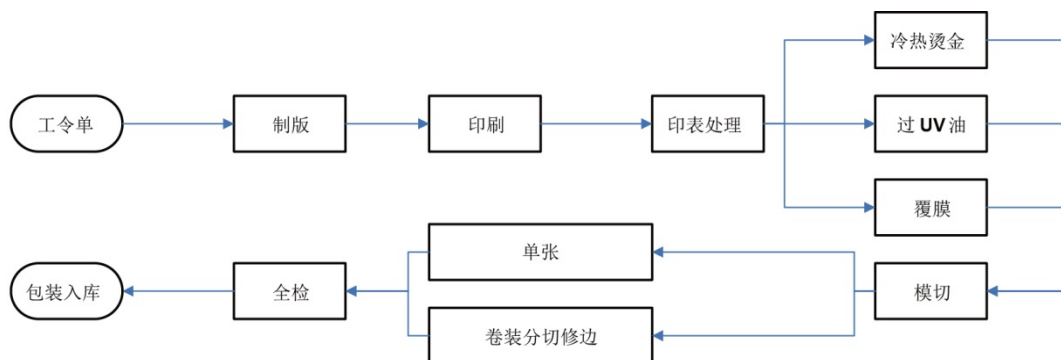 冷热烫金
工令单
制版
印刷
印表处理
过UV油
覆膜
单张
包装入库
全检
模切
卷装分切修边